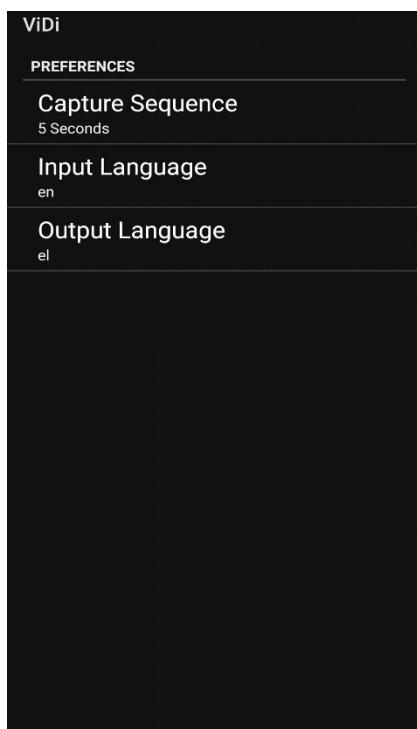 ViDi
PREFERENCES
Capture Sequence
5 Seconds
Input Language
en
Output Language
el